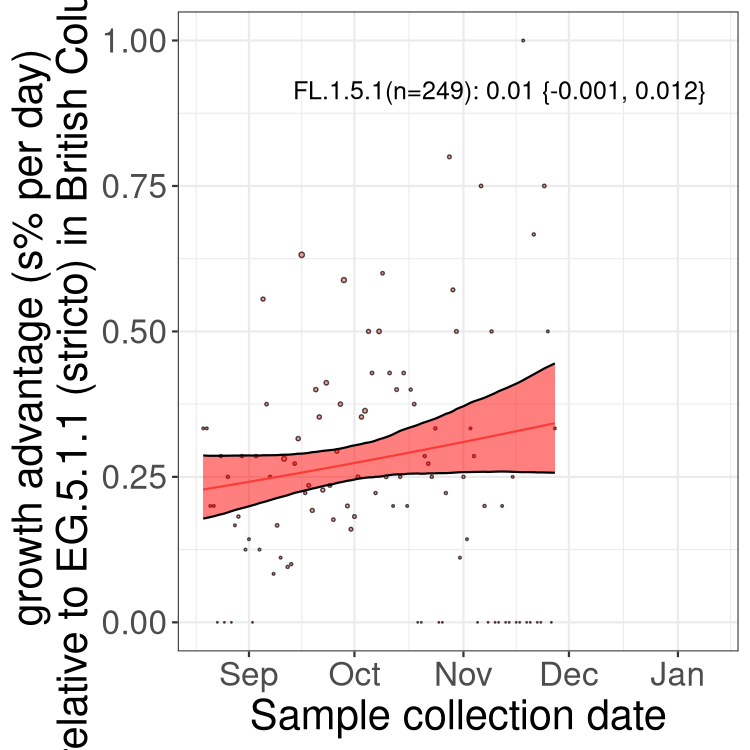 growth advantage (s% per day)
relative to EG.5.1.1 (stricto) in British Colu
1.00
0.75
0.50
0.25
0.00
FL.1.5.1(n=249): 0.01 {-0.001, 0.012}
Sep Oct Nov Dec Jan
Sample collection date